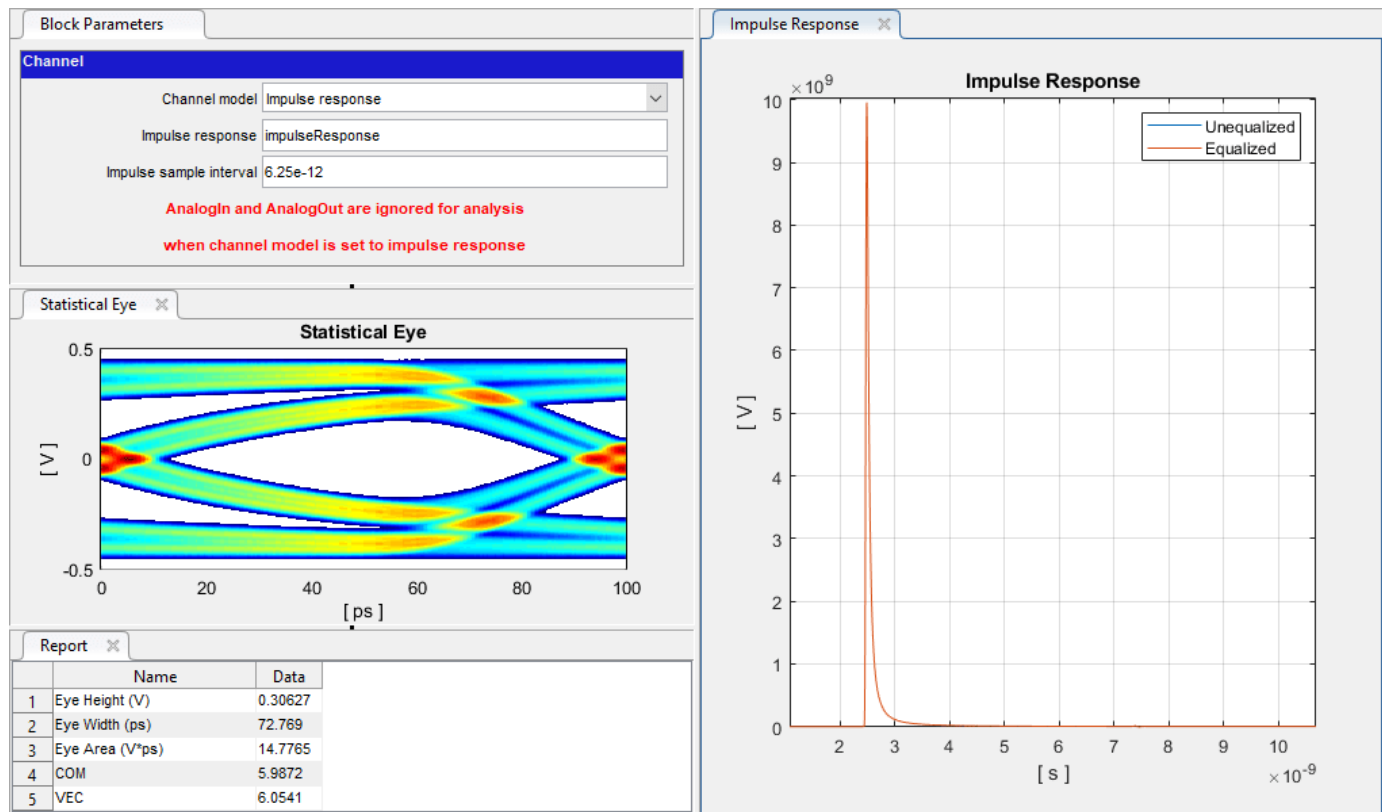 Block Parameters
Channel
Channel model Impulse response
Impulse response impulseResponse
Impulse sample interval 6.25e-12
AnalogIn and AnalogOut are ignored for analysis
when channel model is set to impulse response
Statistical Eye
Statistical Eye
0.5
0
-0.5
[ V ]
0 20 40 60 80 100
[ ps ]
Report
Name Data
1 Eye Height (V) 0.30627
2 Eye Width (ps) 72.769
3 Eye Area (V*ps) 14.7765
4 COM 5.9872
5 VEC 6.0541
Impulse Response
Impulse Response
×10⁹
10
9
8
7
6
5
4
3
2
1
0
[ V ]
Unequalized
Equalized
2 3 4 5 6 7 8 9 10
[ s ]
×10⁻⁹